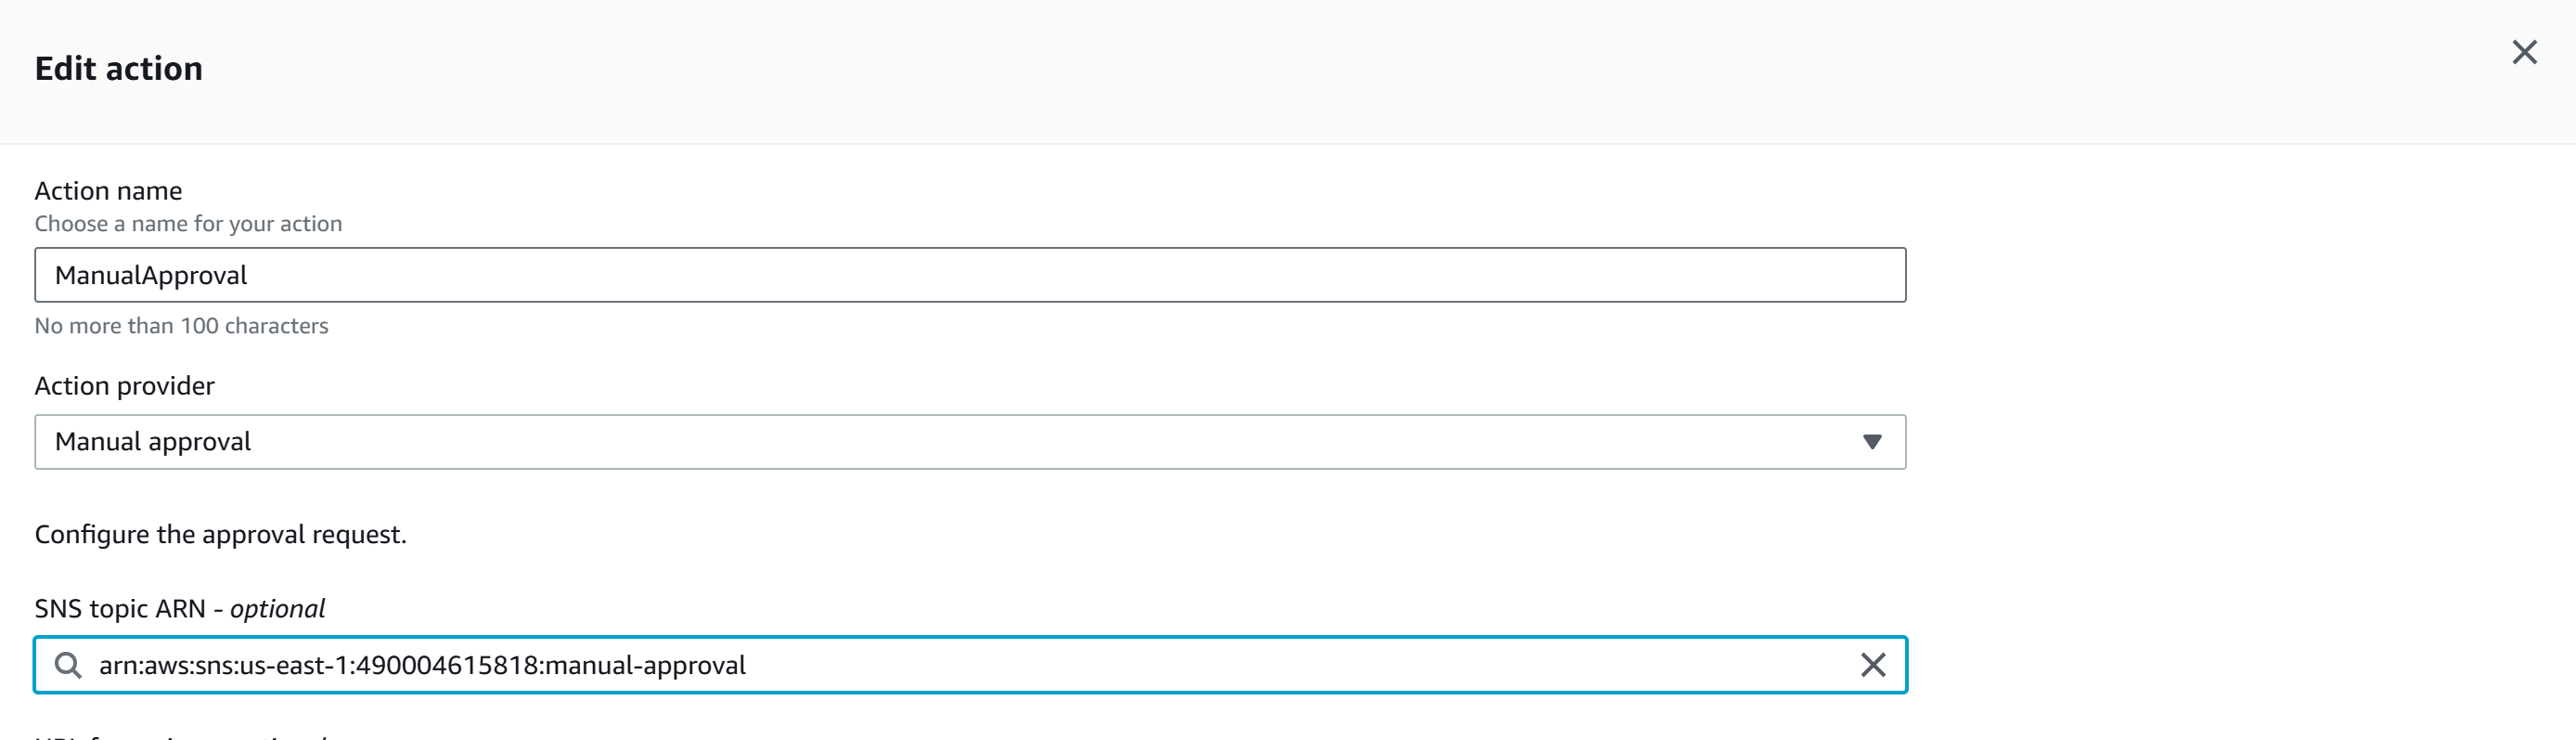 Edit action
Action name
Choose a name for your action
ManualApproval
No more than 100 characters
Action provider
Manual approval
Configure the approval request.
SNS topic ARN - optional
arn:aws:sns:us-east-1:490004615818:manual-approval